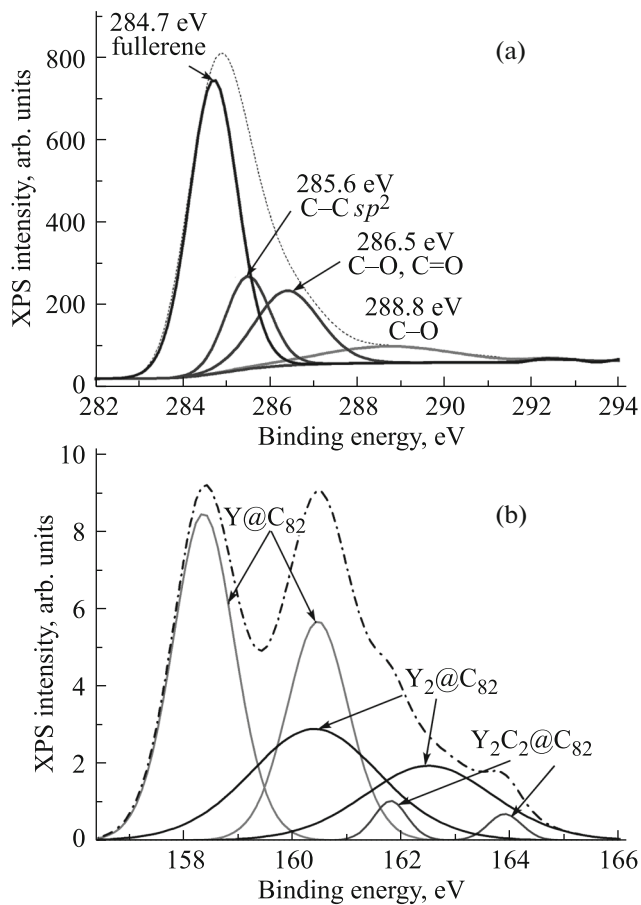 284.7 eV
fullerene
(a)
800
600
400
200
0
XPS intensity, arb. units
285.6 eV
C–C sp²
286.5 eV
C–O, C=O
288.8 eV
C–O
282 284 286 288 290 292 294
Binding energy, eV
10
8
6
4
2
0
XPS intensity, arb. units
(b)
Y@C₈₂
Y₂@C₈₂
Y₂C₂@C₈₂
158 160 162 164 166
Binding energy, eV